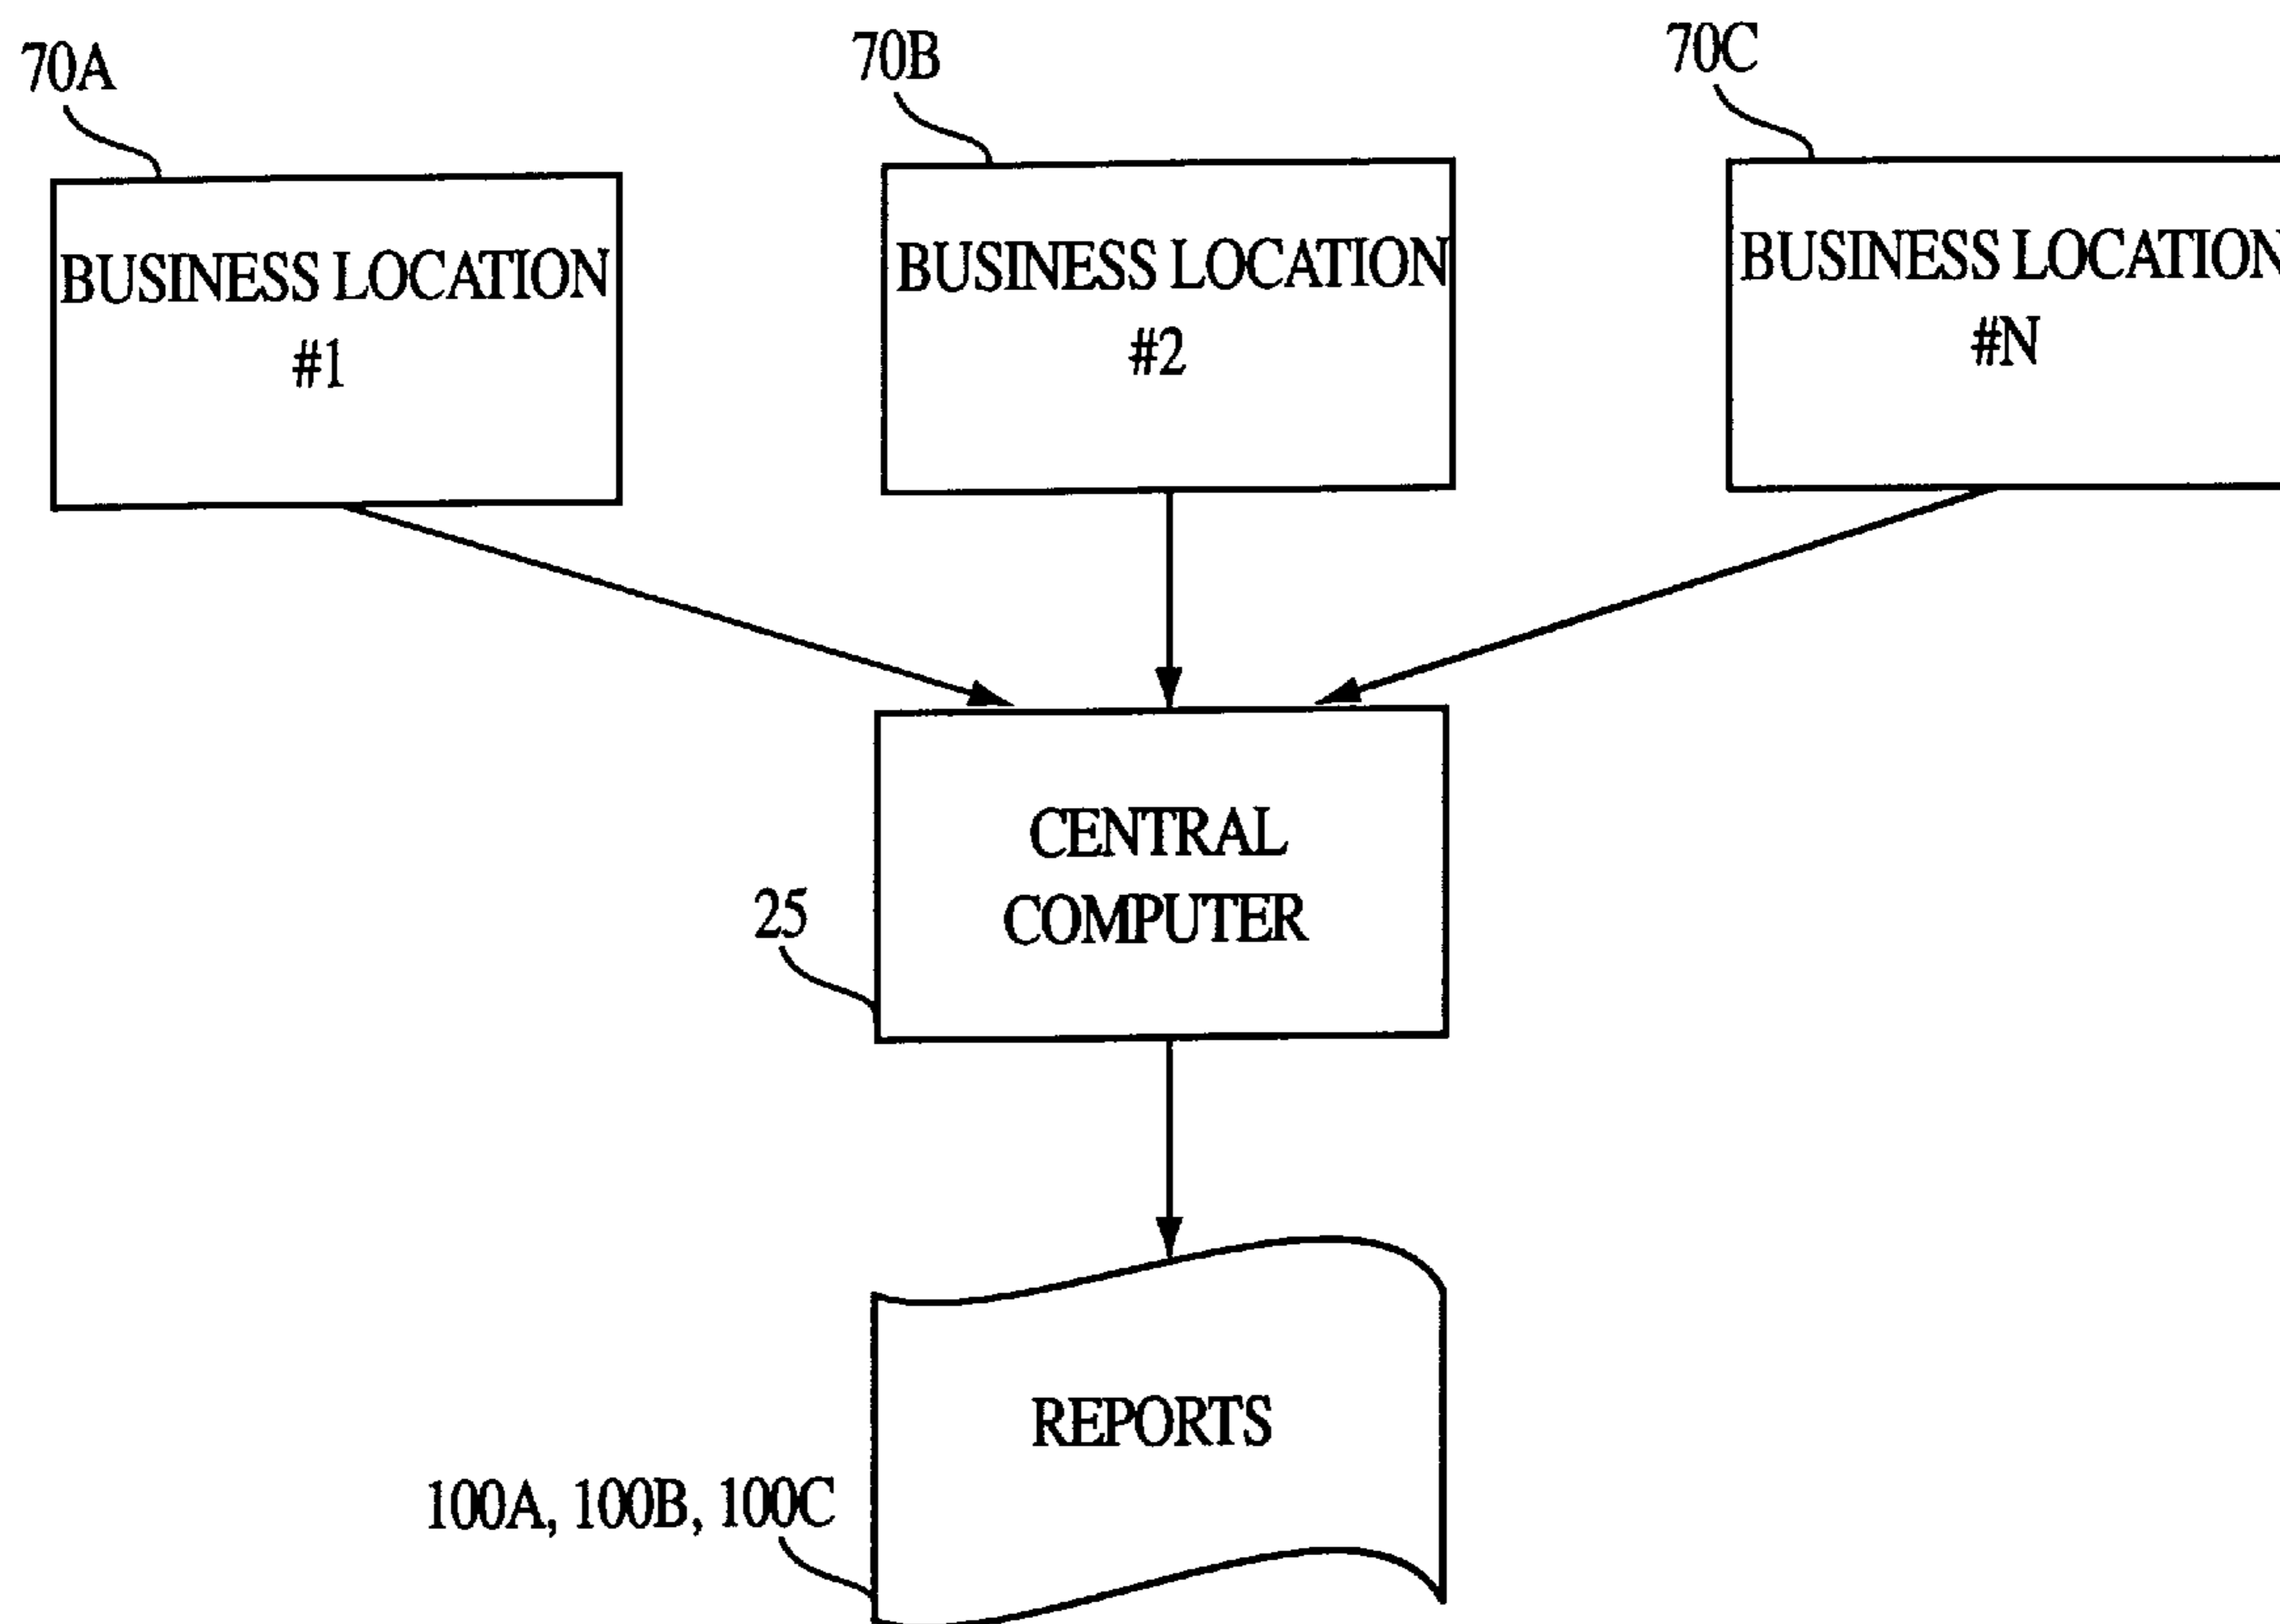 70A
70B
70C
BUSINESS LOCATION
#1
BUSINESS LOCATION
#2
BUSINESS LOCATION
#N
CENTRAL
COMPUTER
25
REPORTS
100A, 100B, 100C